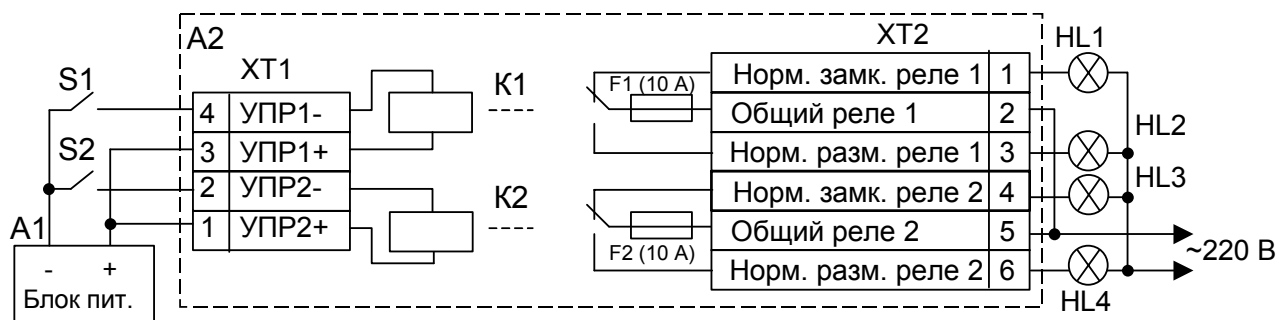 A2
XT1
XT2
HL1
S1
4 УПР1-
3 УПР1+
2 УПР2-
1 УПР2+
S2
K1
K2
F1 (10 A)
F2 (10 A)
Норм. замк. реле 1 1
Общий реле 1 2
Норм. разм. реле 1 3
Норм. замк. реле 2 4
Общий реле 2 5
Норм. разм. реле 2 6
HL2
HL3
HL4
~220 В
A1
- +
Блок пит.